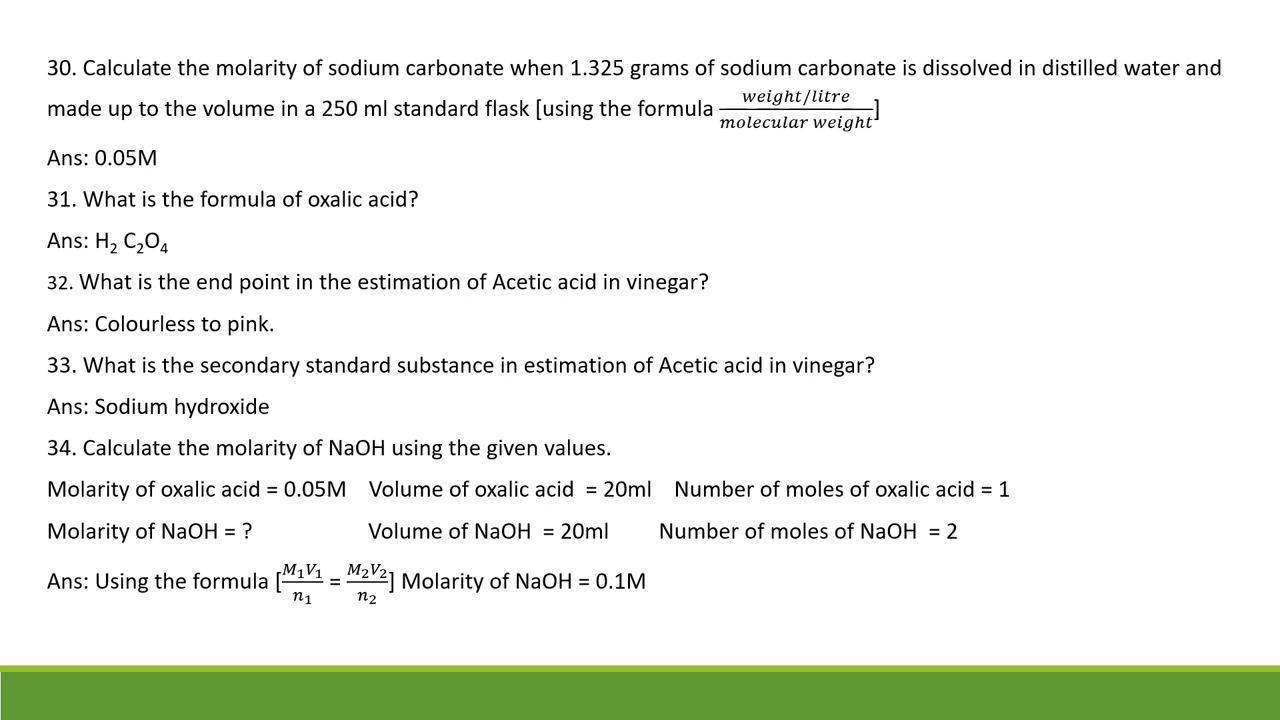 30. Calculate the molarity of sodium carbonate when 1.325 grams of sodium carbonate is dissolved in distilled water and
made up to the volume in a 250 ml standard flask [using the formula \frac{weight/litre}{molecular weight}]
Ans: 0.05M
31. What is the formula of oxalic acid?
Ans: H₂ C₂O₄
32. What is the end point in the estimation of Acetic acid in vinegar?
Ans: Colourless to pink.
33. What is the secondary standard substance in estimation of Acetic acid in vinegar?
Ans: Sodium hydroxide
34. Calculate the molarity of NaOH using the given values.
Molarity of oxalic acid = 0.05M Volume of oxalic acid = 20ml Number of moles of oxalic acid = 1
Molarity of NaOH = ? Volume of NaOH = 20ml Number of moles of NaOH = 2
Ans: Using the formula [\frac{M₁V₁}{n₁} = \frac{M₂V₂}{n₂}] Molarity of NaOH = 0.1M